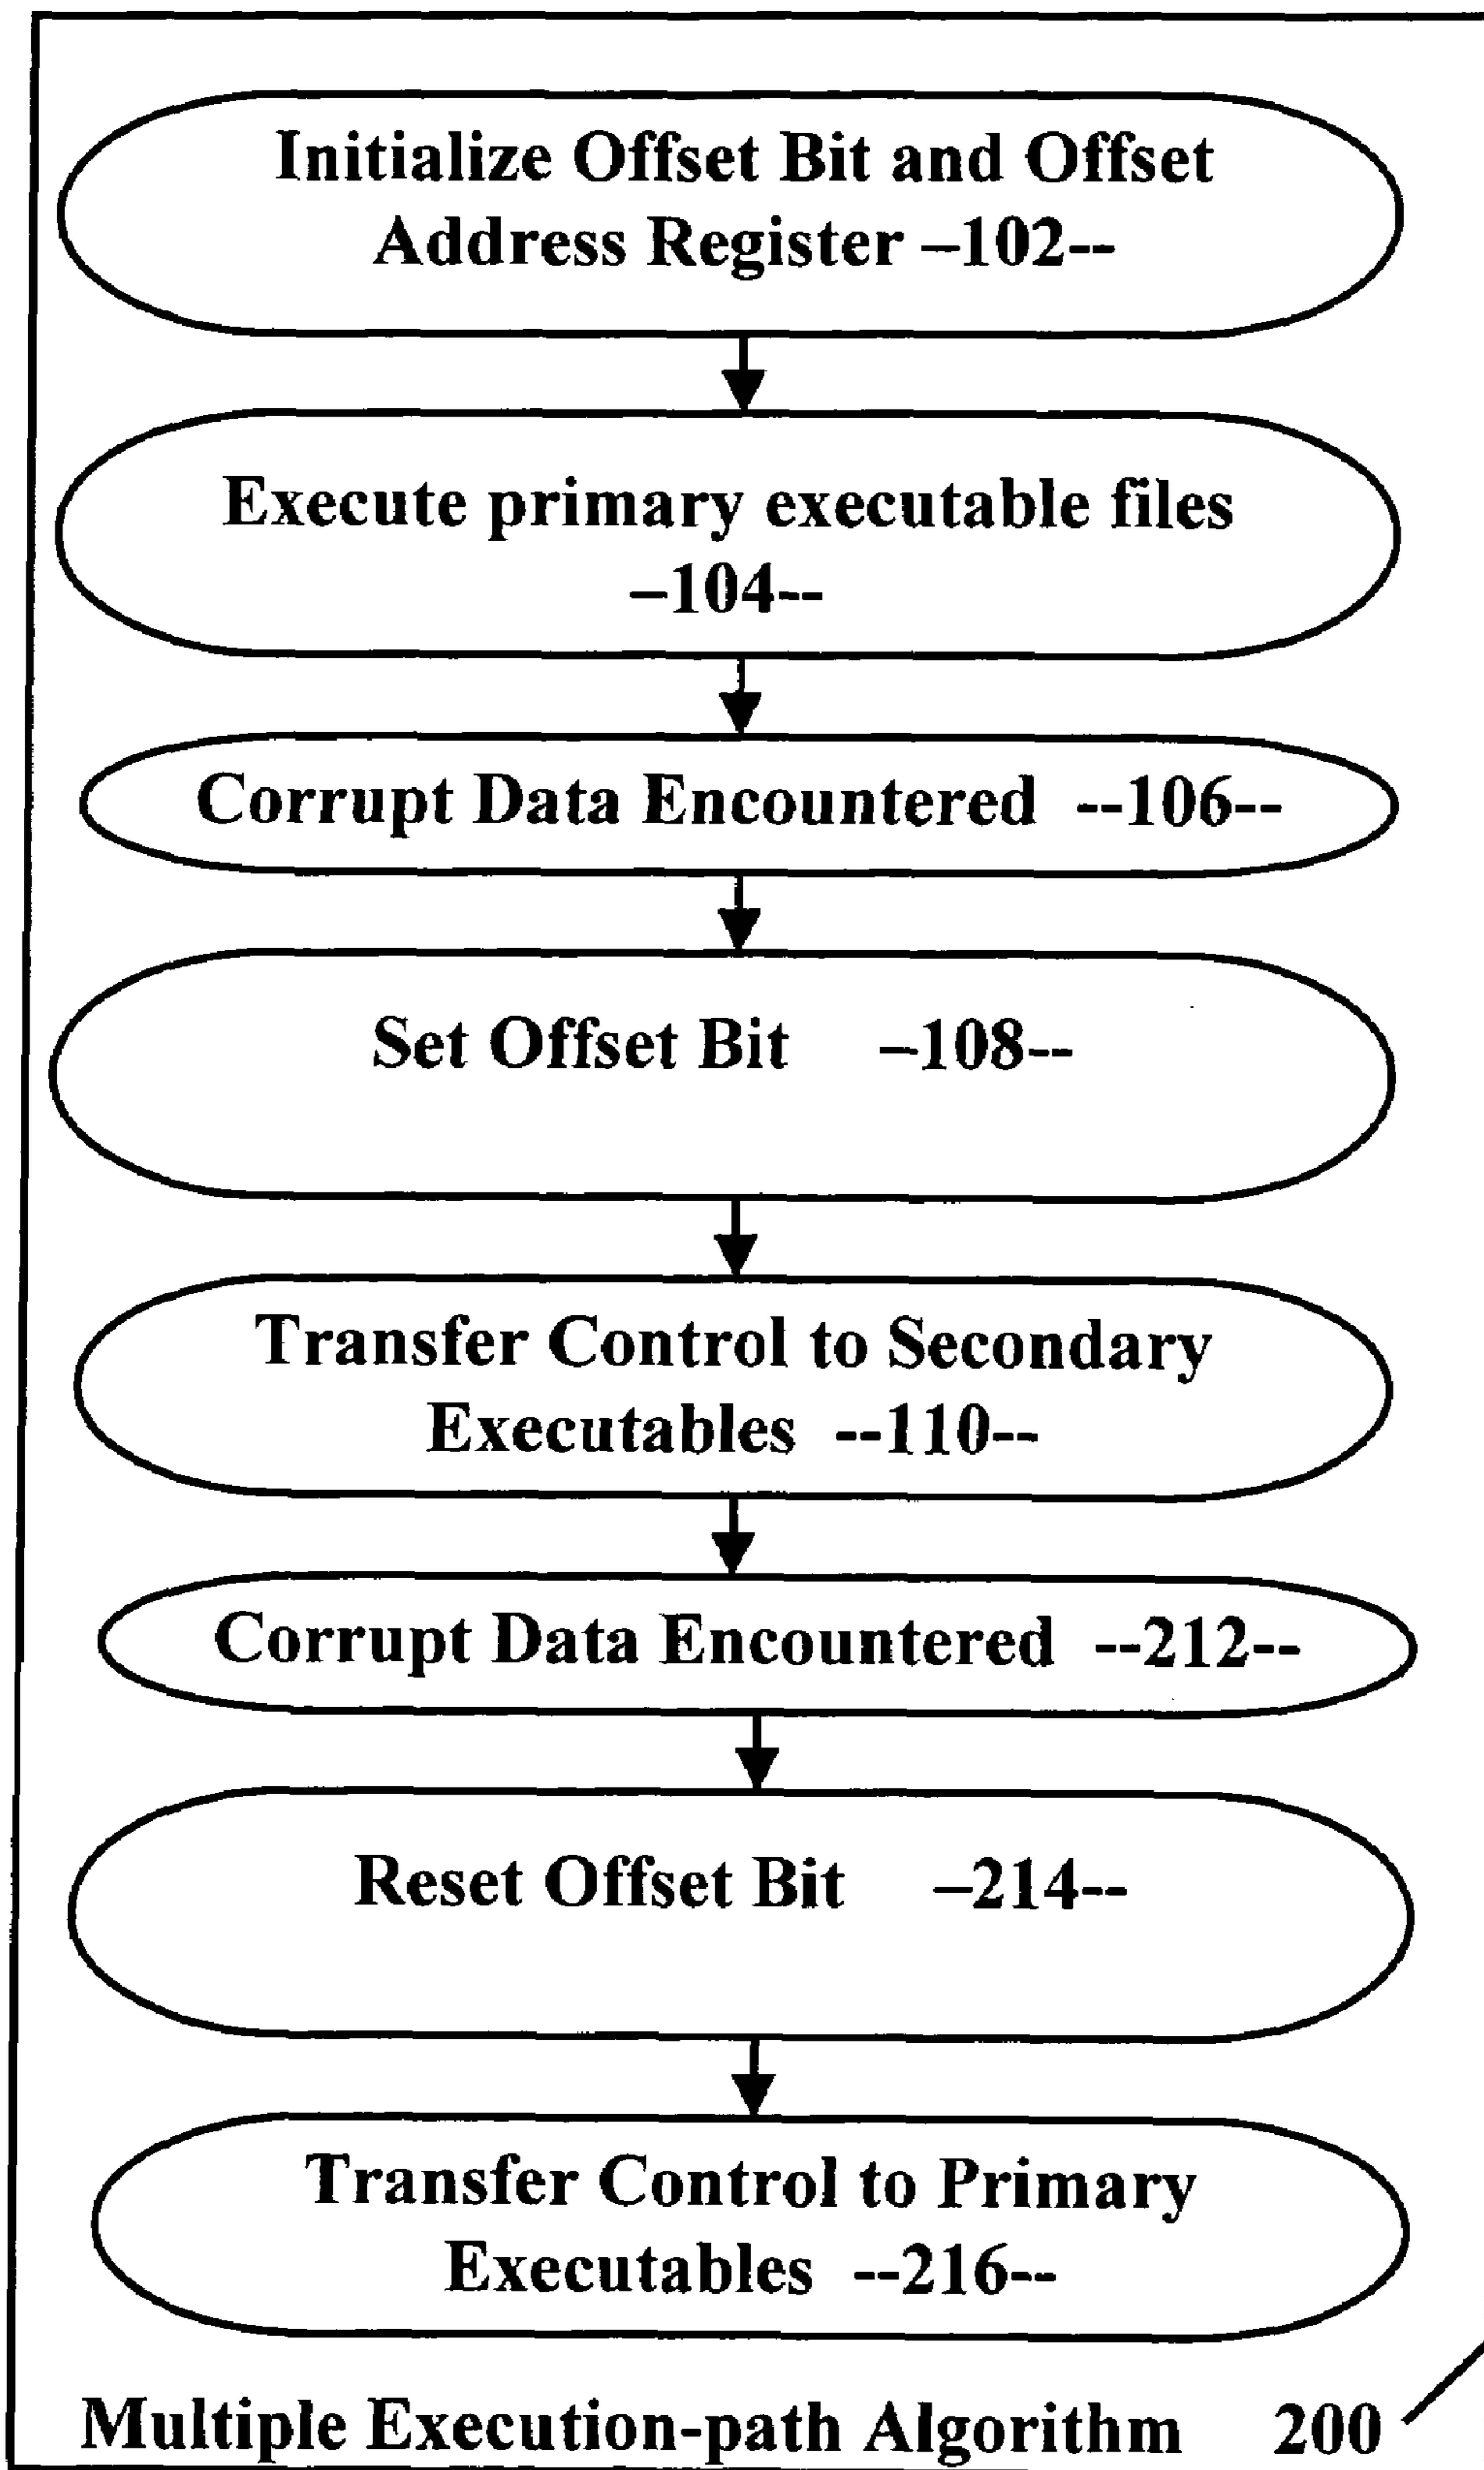 Initialize Offset Bit and Offset
Address Register –102--
Execute primary executable files
–104--
Corrupt Data Encountered --106--
Set Offset Bit –108--
Transfer Control to Secondary
Executables --110--
Corrupt Data Encountered --212--
Reset Offset Bit –214--
Transfer Control to Primary
Executables --216--
Multiple Execution-path Algorithm 200